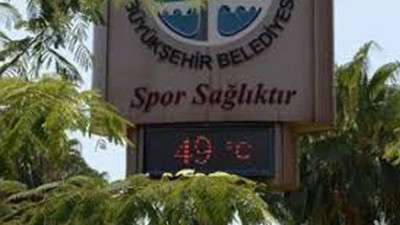 BÜYÜKŞEHİR BELEDİYESİ
Spor Sağlıktır
49 °C